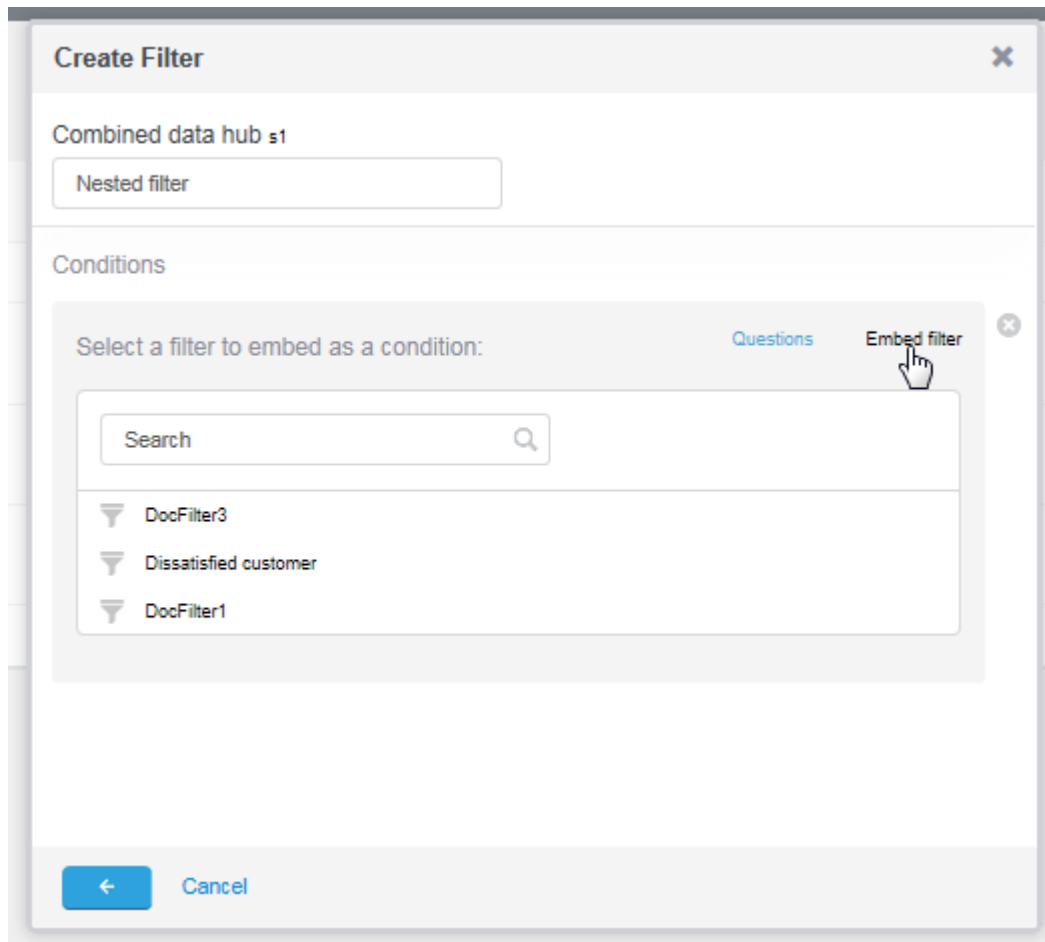 Create Filter
Combined data hub s1
Nested filter
Conditions
Select a filter to embed as a condition: Questions Embed filter
Search
DocFilter3
Dissatisfied customer
DocFilter1
Cancel